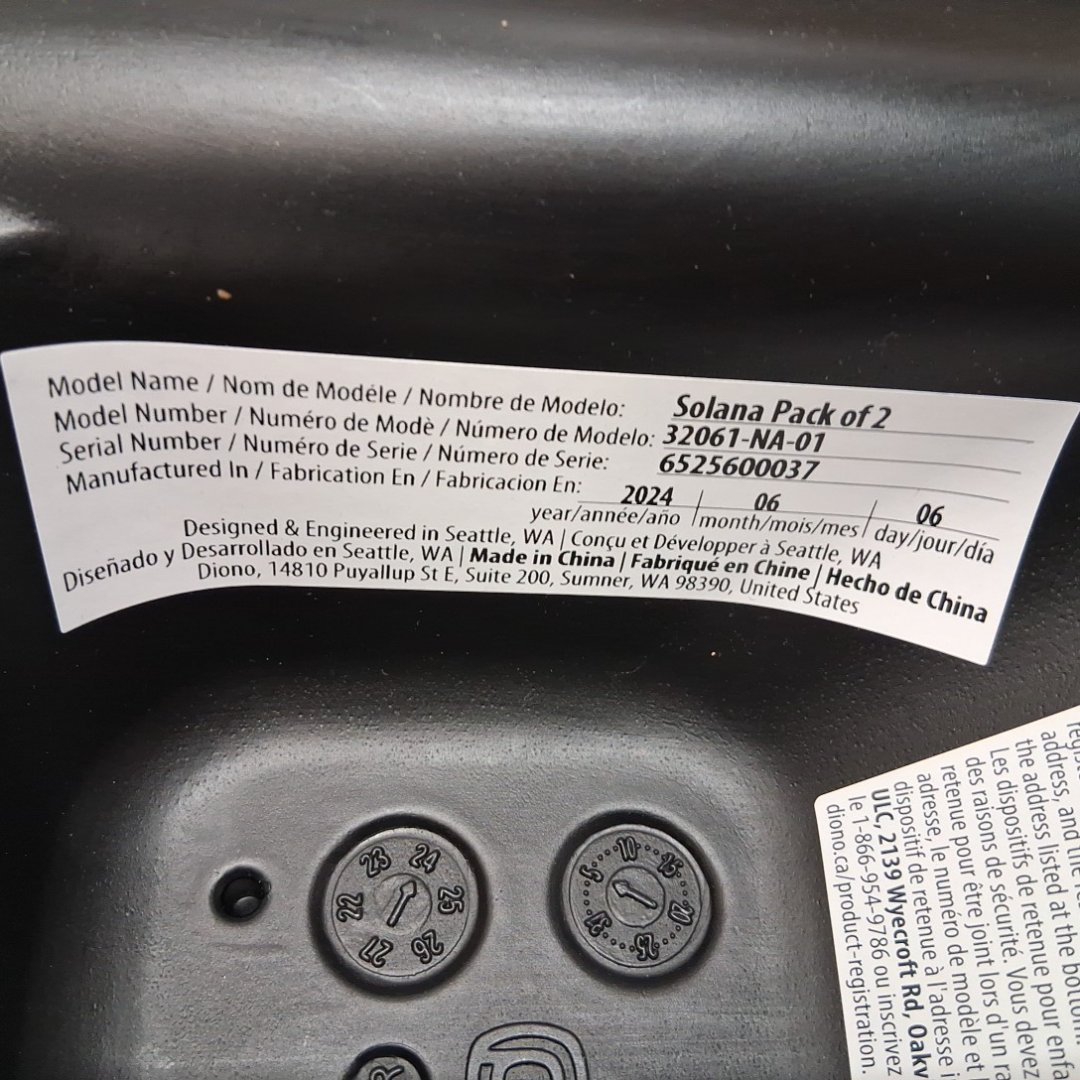 Model Name / Nom de Modéle / Nombre de Modelo: Solana Pack of 2
Model Number / Numéro de Modè / Número de Modelo: 32061-NA-01
Serial Number / Numéro de Serie / Número de Serie: 6525600037
Manufactured In / Fabrication En / Fabricacion En: 2024 06 06
year/année/año month/mois/mes day/jour/día
Designed & Engineered in Seattle, WA | Conçu et Développer à Seattle, WA
Diseñado y Desarrollado en Seattle, WA | Made in China | Fabriqué en Chine | Hecho de China
Diono, 14810 Puyallup St E, Suite 200, Sumner, WA 98390, United States
22 23 24 25 26 27
5 10 15 20 25
address, and the
the address listed at the bottom
Les dispositifs de retenue pour enfa
des raisons de sécurité. Vous devez
retenue pour être joint lors d'un ra
adresse, le numéro de modèle et
dispositif de retenue à l'adresse i
ULC, 2139 Wyecroft Rd, Oakv
le 1-866-954-9786 ou inscrivez
diono.ca/product-registration.
R